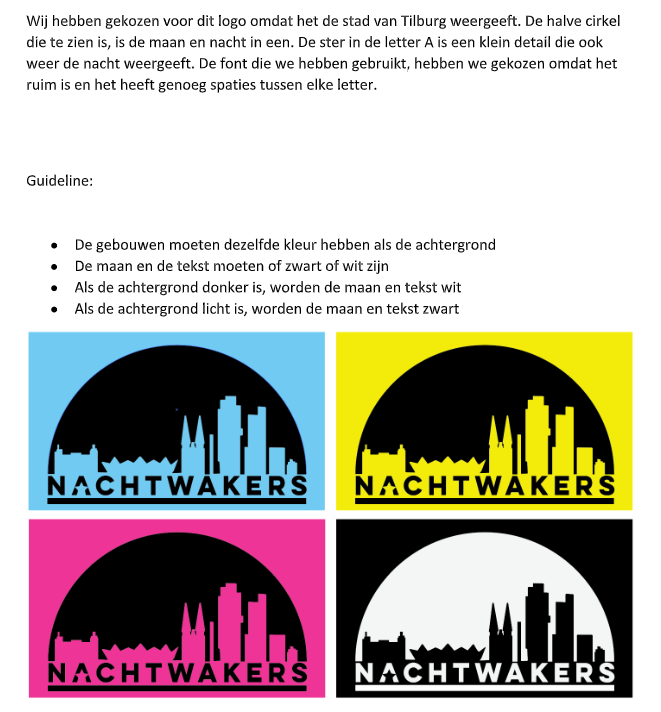 Wij hebben gekozen voor dit logo omdat het de stad van Tilburg weergeeft. De halve cirkel
die te zien is, is de maan en nacht in een. De ster in de letter A is een klein detail die ook
weer de nacht weergeeft. De font die we hebben gebruikt, hebben we gekozen omdat het
ruim is en het heeft genoeg spaties tussen elke letter.
Guideline:
• De gebouwen moeten dezelfde kleur hebben als de achtergrond
• De maan en de tekst moeten of zwart of wit zijn
• Als de achtergrond donker is, worden de maan en tekst wit
• Als de achtergrond licht is, worden de maan en tekst zwart
NACHTWAKERS
NACHTWAKERS
NACHTWAKERS
NACHTWAKERS